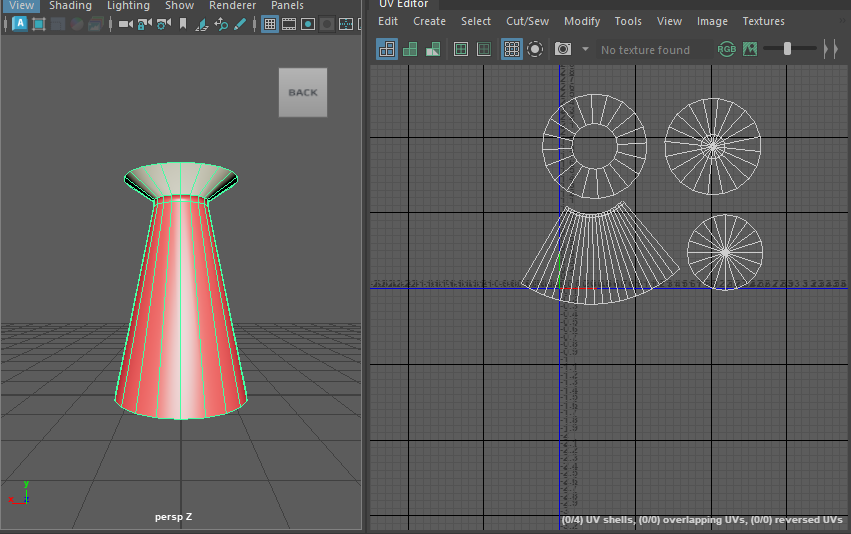 View Shading Lighting Show Renderer Panels
UV Editor
Edit Create Select Cut/Sew Modify Tools UV View Image Textures
A
No texture found
RGB
BACK
y
persp Z
(0/4) UV shells, (0/0) overlapping UVs, (0/0) reversed UVs